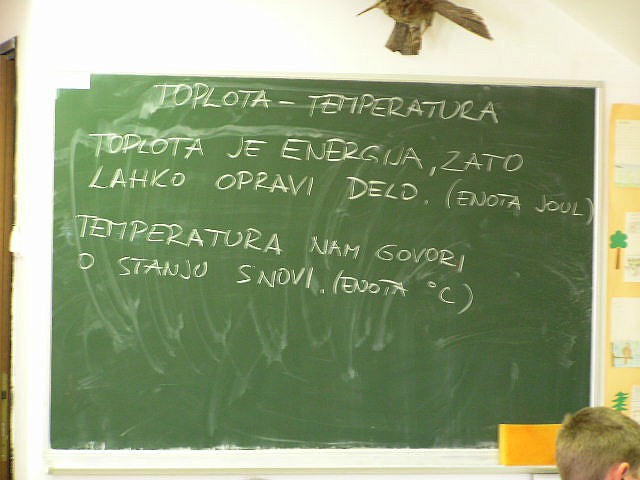 TOPLOTA - TEMPERATURA
TOPLOTA JE ENERGIJA, ZATO
LAHKO OPRAVI DELO. (ENOTA JOUL)
TEMPERATURA NAM GOVORI
O STANJU SNOVI. (ENOTA °C)